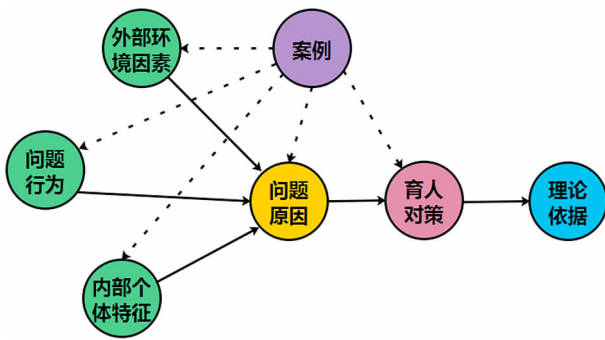 外部环
境因素
案例
问题
行为
问题
原因
育人
对策
理论
依据
内部个
体特征